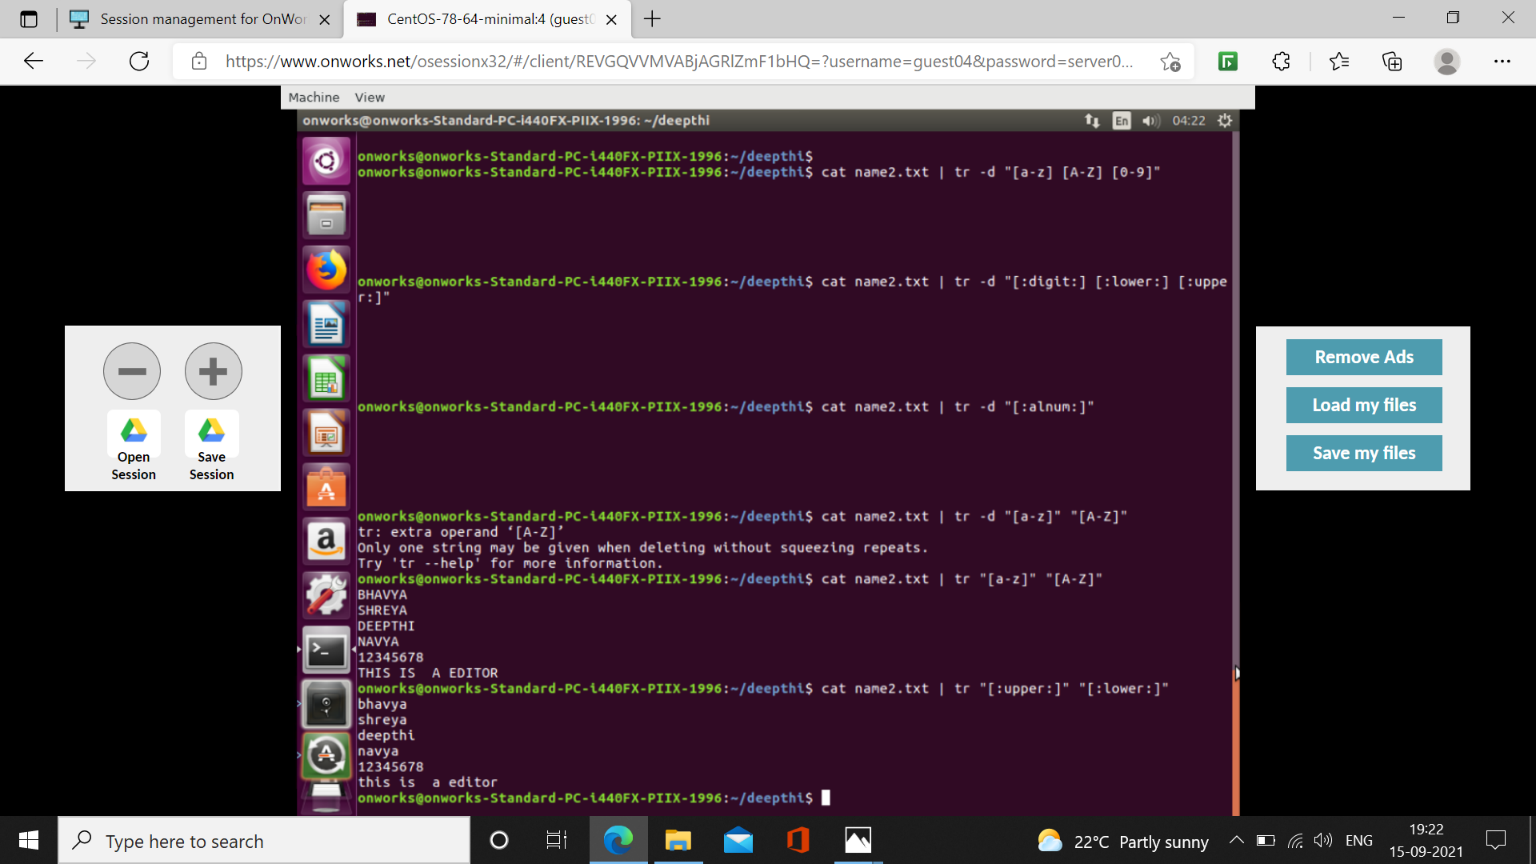 Session management for OnWor
CentOS-78-64-minimal:4 (guest0
https://www.onworks.net/osessionx32/#/client/REVGQVVMVABjAGRlZmF1bHQ=?username=guest04&password=server0...
Machine View
onworks@onworks-Standard-PC-i440FX-PIIX-1996: ~/deepthi
En 04:22
onworks@onworks-Standard-PC-i440FX-PIIX-1996:~/deepthi$
onworks@onworks-Standard-PC-i440FX-PIIX-1996:~/deepthi$ cat name2.txt | tr -d "[a-z] [A-Z] [0-9]"
onworks@onworks-Standard-PC-i440FX-PIIX-1996:~/deepthi$ cat name2.txt | tr -d "[:digit:] [:lower:] [:uppe
r:]"
onworks@onworks-Standard-PC-i440FX-PIIX-1996:~/deepthi$ cat name2.txt | tr -d "[:alnum:]"
onworks@onworks-Standard-PC-i440FX-PIIX-1996:~/deepthi$ cat name2.txt | tr -d "[a-z]" "[A-Z]"
tr: extra operand ‘[A-Z]’
Only one string may be given when deleting without squeezing repeats.
Try 'tr --help' for more information.
onworks@onworks-Standard-PC-i440FX-PIIX-1996:~/deepthi$ cat name2.txt | tr "[a-z]" "[A-Z]"
BHAVYA
SHREYA
DEEPTHI
NAVYA
12345678
THIS IS  A EDITOR
onworks@onworks-Standard-PC-i440FX-PIIX-1996:~/deepthi$ cat name2.txt | tr "[:upper:]" "[:lower:]"
bhavya
shreya
deepthi
navya
12345678
this is  a editor
onworks@onworks-Standard-PC-i440FX-PIIX-1996:~/deepthi$
Open Session
Save Session
Remove Ads
Load my files
Save my files
Type here to search
22°C Partly sunny
ENG
19:22
15-09-2021